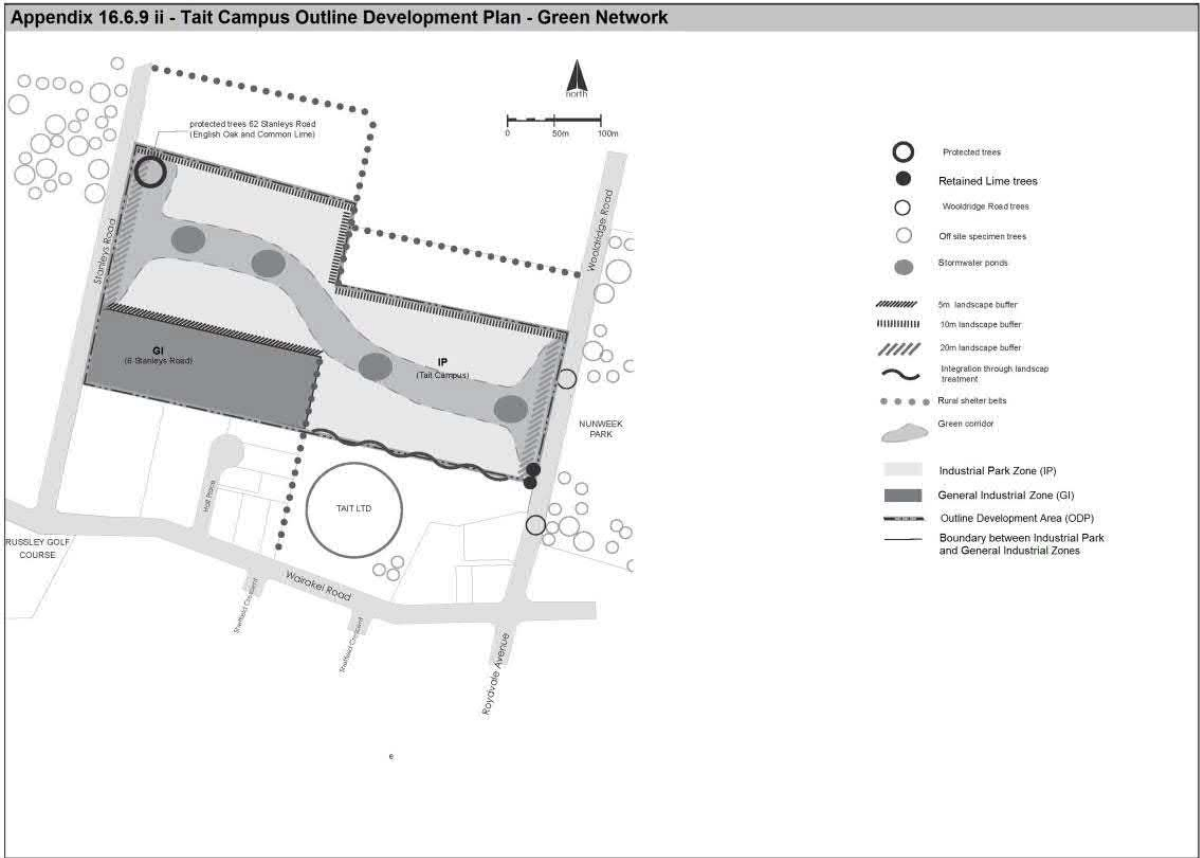 Appendix 16.6.9 ii - Tait Campus Outline Development Plan - Green Network
north
0 50m 100m
protected trees 62 Stanleys Road
(English Oak and Common Lime)
Stanleys Road
Wooldridge Road
GI
(6 Stanleys Road)
IP
(Tait Campus)
NUNWEEK
PARK
TAIT LTD
RUSSLEY GOLF
COURSE
Wairakei Road
Sheffield Crescent
Sheffield Crescent
Roydvale Avenue
e
Protected trees
Retained Lime trees
Wooldridge Road trees
Off site specimen trees
Stormwater ponds
5m landscape buffer
10m landscape buffer
20m landscape buffer
Integration through landscap
treatment
Rural shelter belts
Green corridor
Industrial Park Zone (IP)
General Industrial Zone (GI)
Outline Development Area (ODP)
Boundary between Industrial Park
and General Industrial Zones